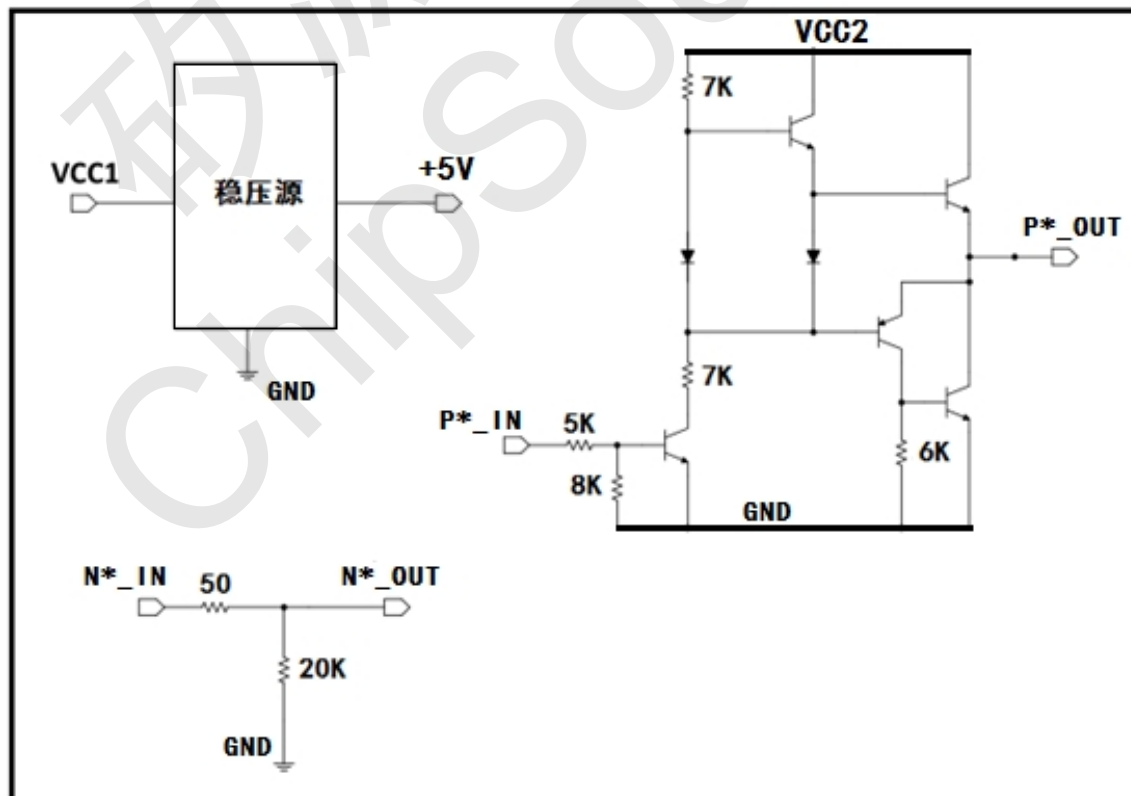 VCC2
7K
VCC1
稳压源
+5V
P*_OUT
GND
7K
P*_IN
5K
8K
6K
GND
N*_IN
50
N*_OUT
20K
GND